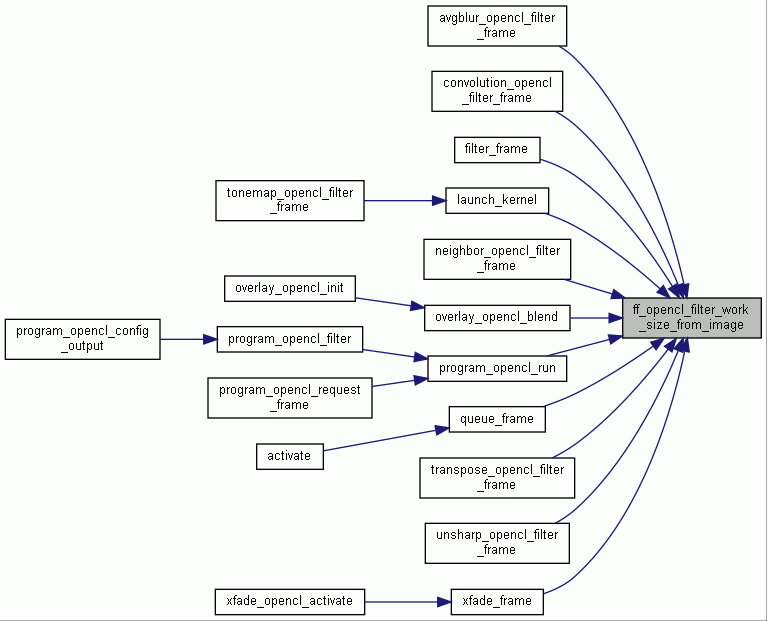 avgblur_opencl_filter
_frame
convolution_opencl
_filter_frame
filter_frame
tonemap_opencl_filter
_frame
launch_kernel
neighbor_opencl_filter
_frame
overlay_opencl_init
overlay_opencl_blend
ff_opencl_filter_work
_size_from_image
program_opencl_config
_output
program_opencl_filter
program_opencl_run
program_opencl_request
_frame
queue_frame
activate
transpose_opencl_filter
_frame
unsharp_opencl_filter
_frame
xfade_opencl_activate
xfade_frame